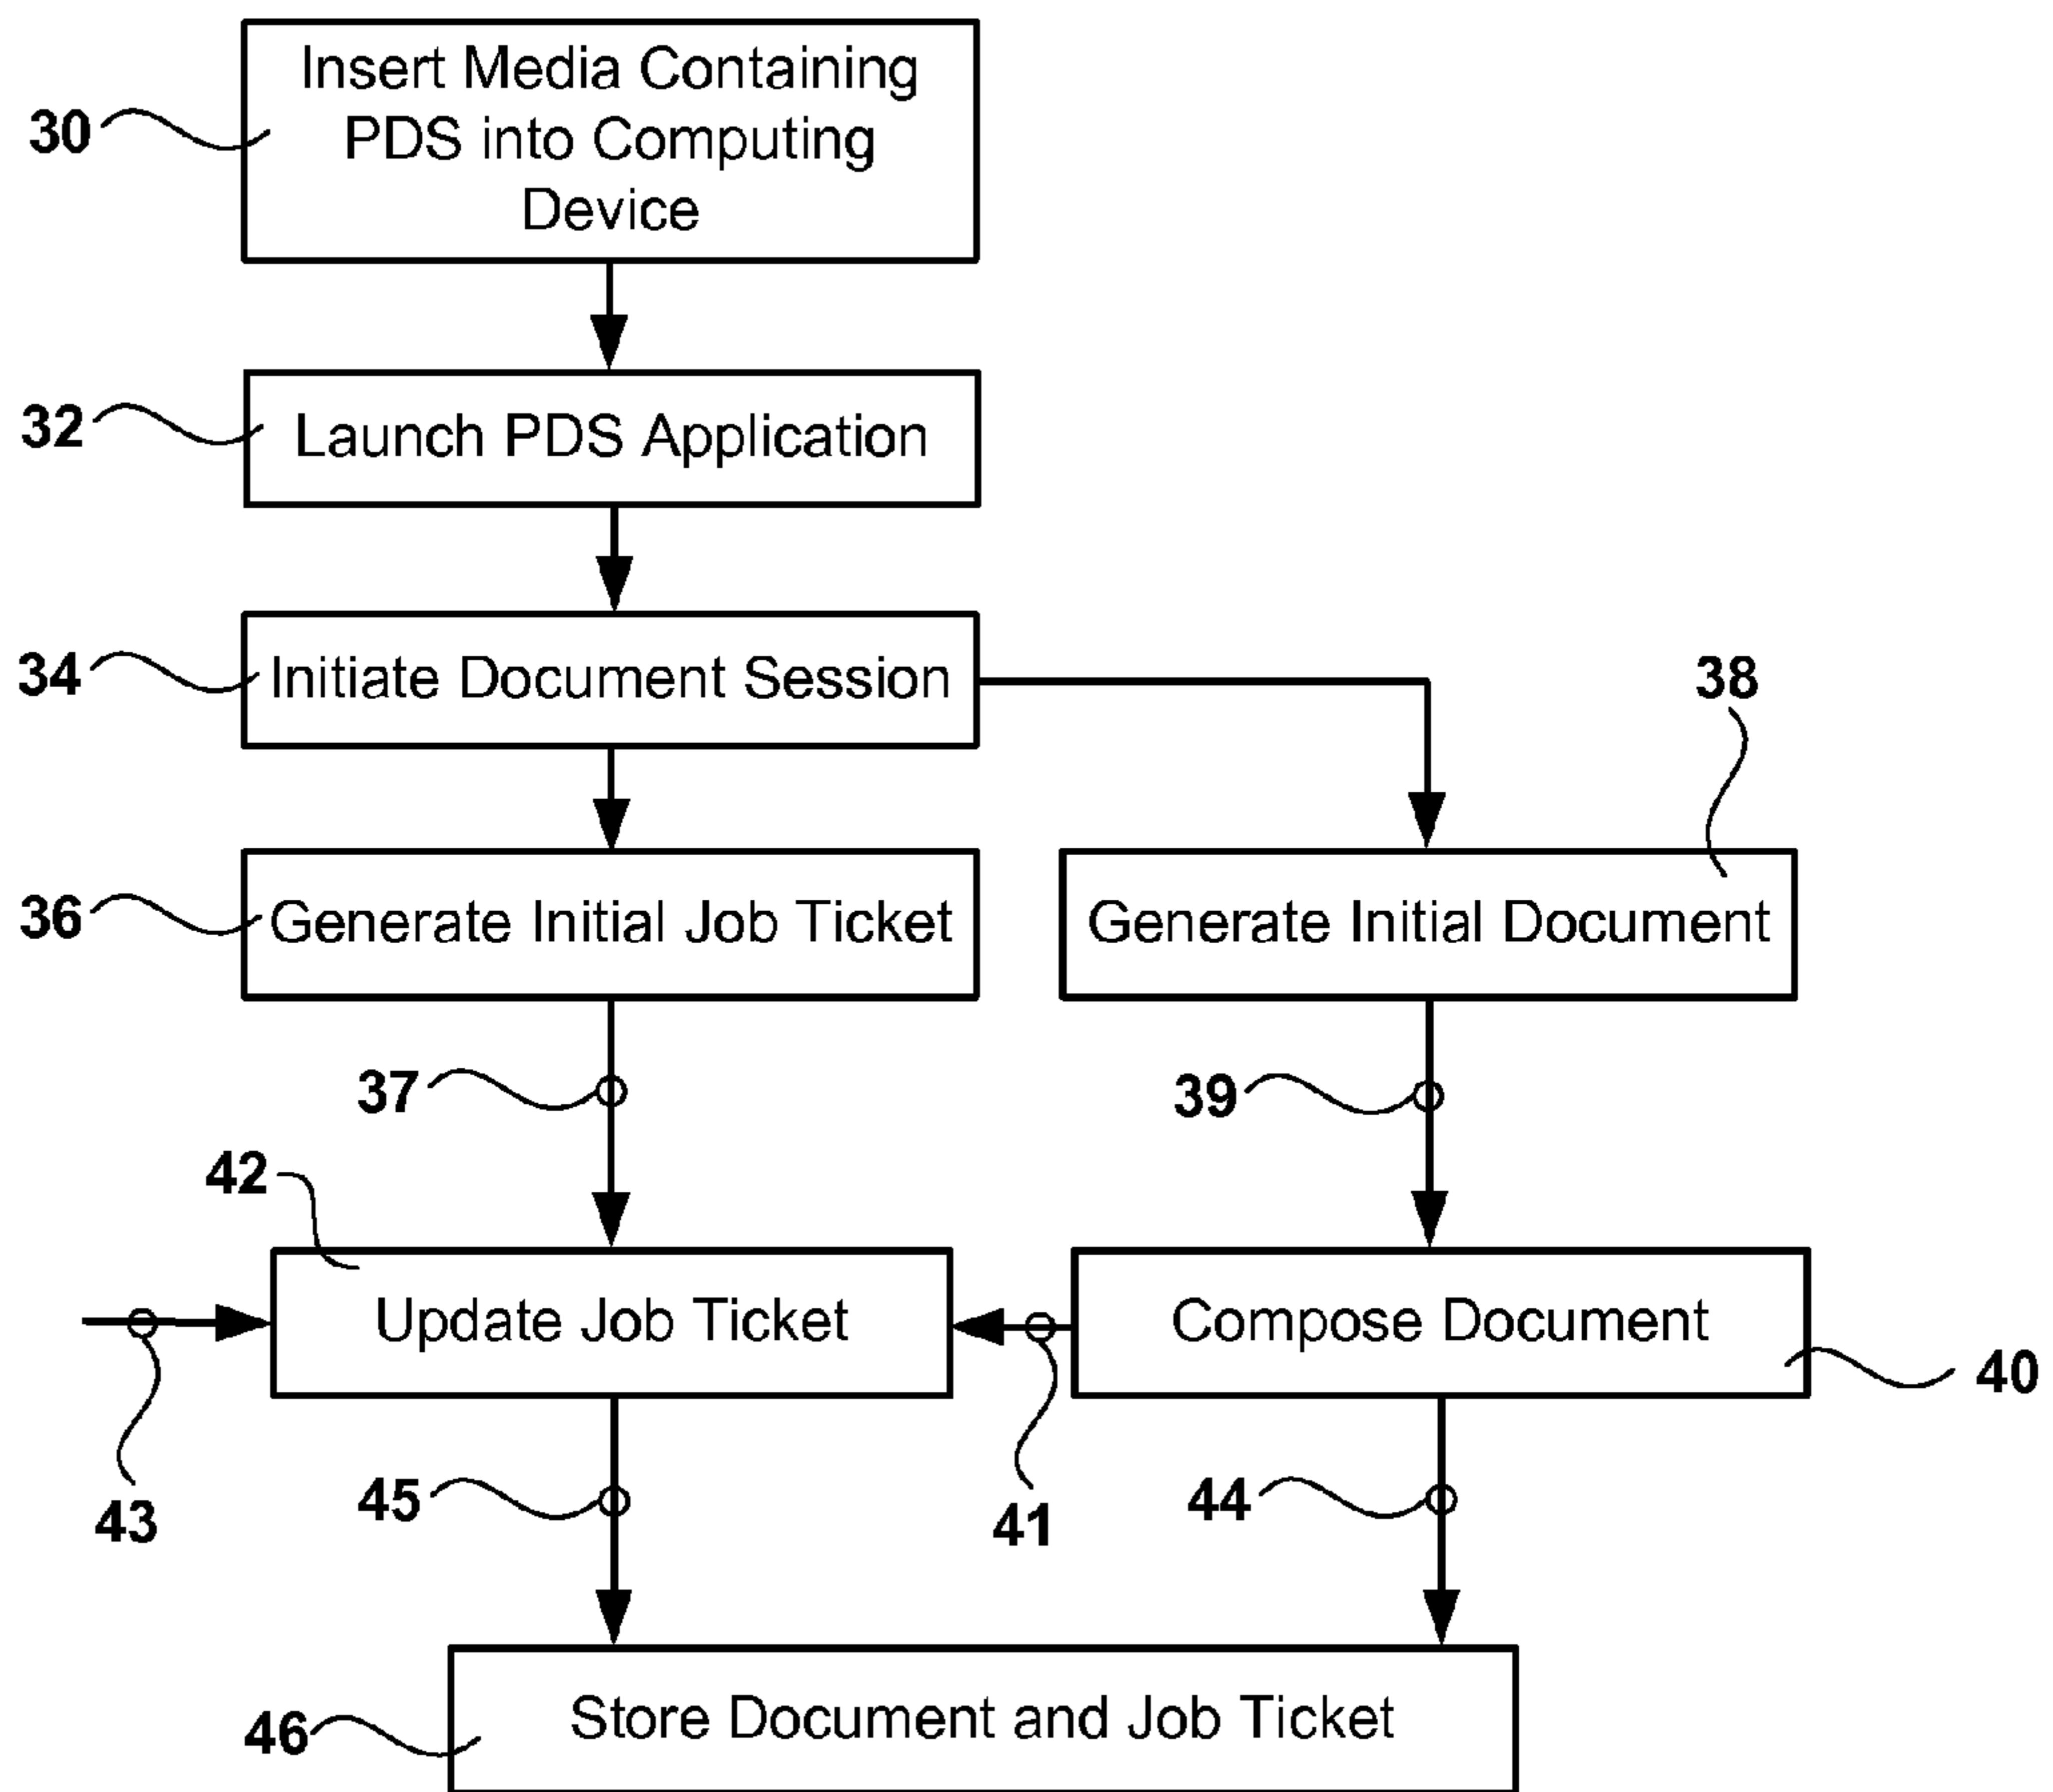 Insert Media Containing
PDS into Computing
Device
30
Launch PDS Application
32
Initiate Document Session
34
38
Generate Initial Job Ticket
36
Generate Initial Document
37
39
42
Update Job Ticket
Compose Document
40
43
45
41
44
Store Document and Job Ticket
46